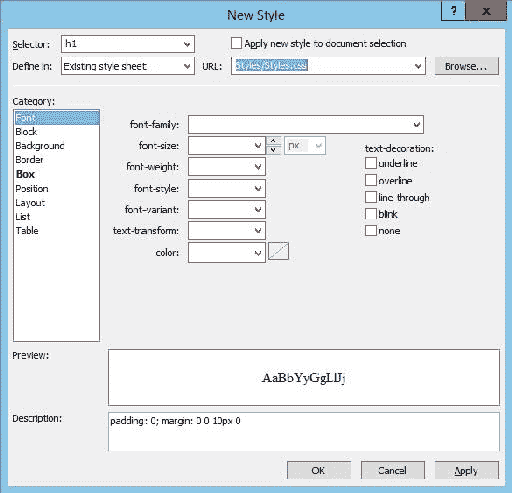 New Style
? x
Selector: h1 Apply new style to document selection
Define in: Existing style sheet URL: Styles/Styles.css Browse...
Category:
Font
Block
Background
Border
Box
Position
Layout
List
Table
font-family:
font-size: px
font-weight:
font-style:
font-variant:
text-transform:
color:
text-decoration:
underline
overline
line-through
blink
none
Preview: AaBbYyGgLlJj
Description: padding: 0; margin: 0 0 10px 0
OK Cancel Apply